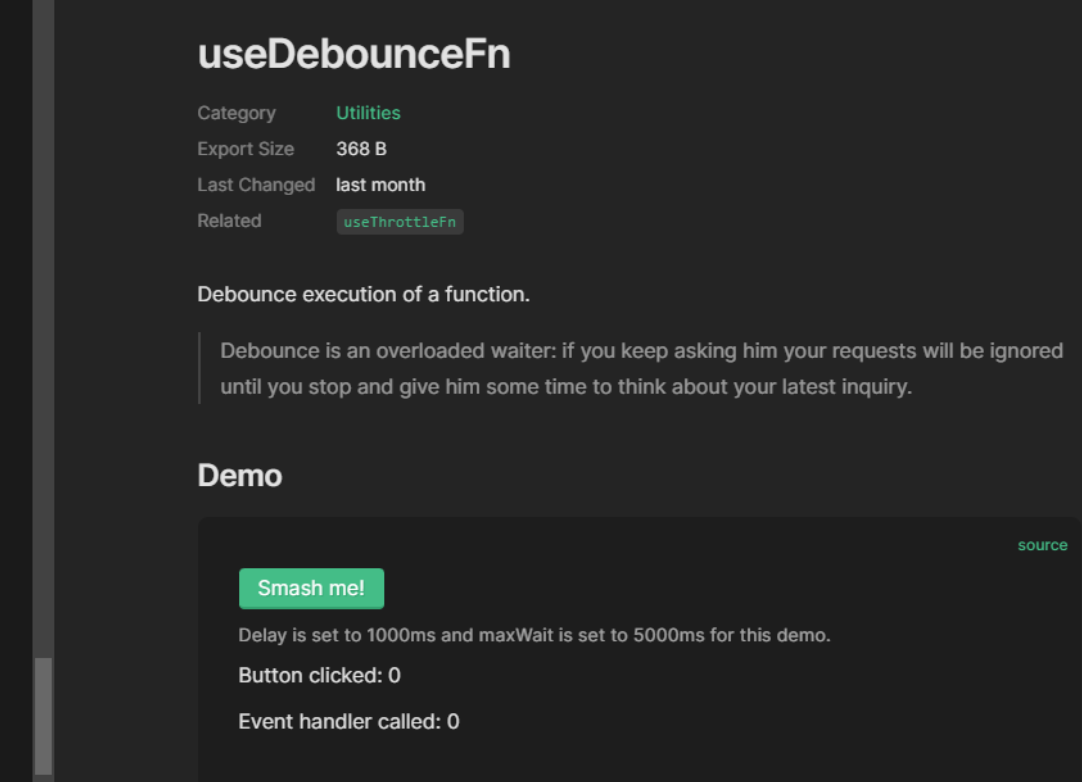 useDebounceFn
Category Utilities
Export Size 368 B
Last Changed last month
Related useThrottleFn
Debounce execution of a function.
Debounce is an overloaded waiter: if you keep asking him your requests will be ignored
until you stop and give him some time to think about your latest inquiry.
Demo
source
Smash me!
Delay is set to 1000ms and maxWait is set to 5000ms for this demo.
Button clicked: 0
Event handler called: 0